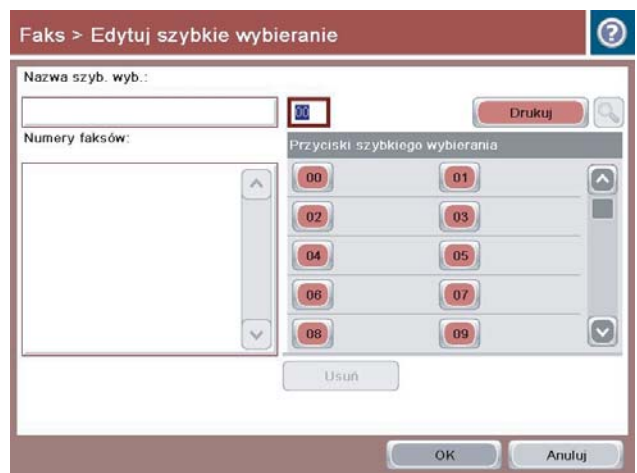 Faks > Edytuj szybkie wybieranie
?
Nazwa szyb. wyb.:
00
Drukuj
Numery faksów:
Przyciski szybkiego wybierania
00 01
02 03
04 05
06 07
08 09
Usuń
OK Anuluj